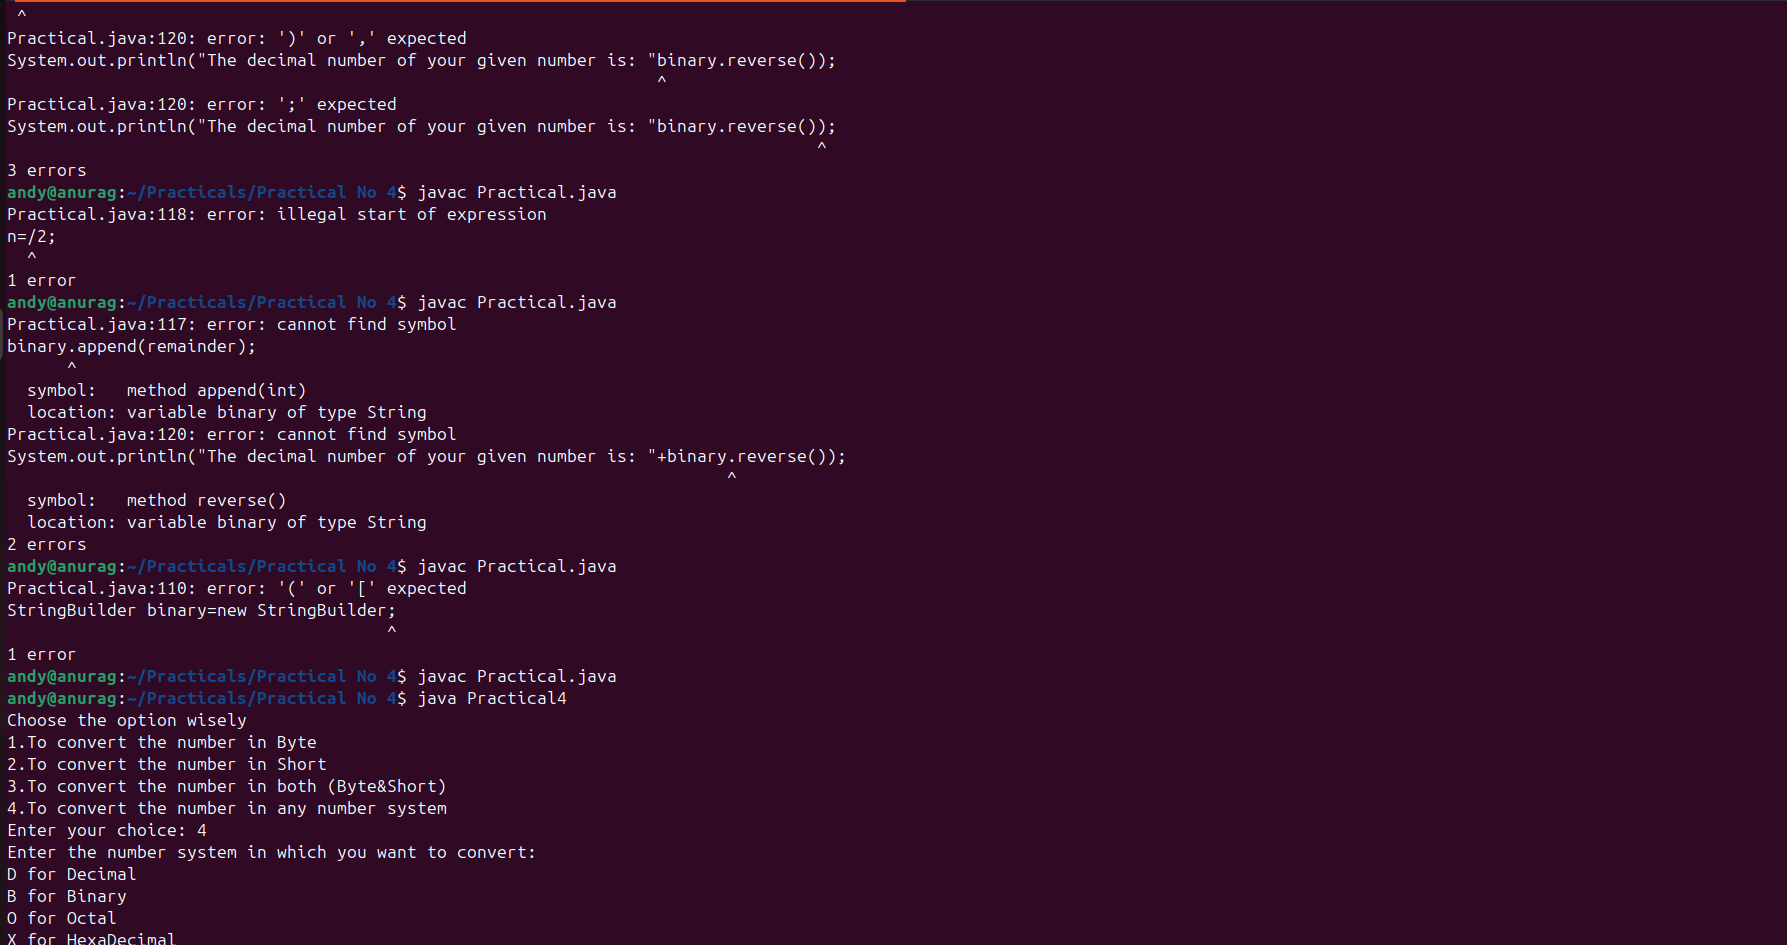 ^
Practical.java:120: error: ')' or ',' expected
System.out.println("The decimal number of your given number is: "binary.reverse());
^
Practical.java:120: error: ';' expected
System.out.println("The decimal number of your given number is: "binary.reverse());
^
3 errors
andy@anurag:~/Practicals/Practical No 4$ javac Practical.java
Practical.java:118: error: illegal start of expression
n=/2;
^
1 error
andy@anurag:~/Practicals/Practical No 4$ javac Practical.java
Practical.java:117: error: cannot find symbol
binary.append(remainder);
^
symbol:   method append(int)
location: variable binary of type String
Practical.java:120: error: cannot find symbol
System.out.println("The decimal number of your given number is: "+binary.reverse());
^
symbol:   method reverse()
location: variable binary of type String
2 errors
andy@anurag:~/Practicals/Practical No 4$ javac Practical.java
Practical.java:110: error: '(' or '[' expected
StringBuilder binary=new StringBuilder;
^
1 error
andy@anurag:~/Practicals/Practical No 4$ javac Practical.java
andy@anurag:~/Practicals/Practical No 4$ java Practical4
Choose the option wisely
1.To convert the number in Byte
2.To convert the number in Short
3.To convert the number in both (Byte&Short)
4.To convert the number in any number system
Enter your choice: 4
Enter the number system in which you want to convert:
D for Decimal
B for Binary
O for Octal
X for HexaDecimal